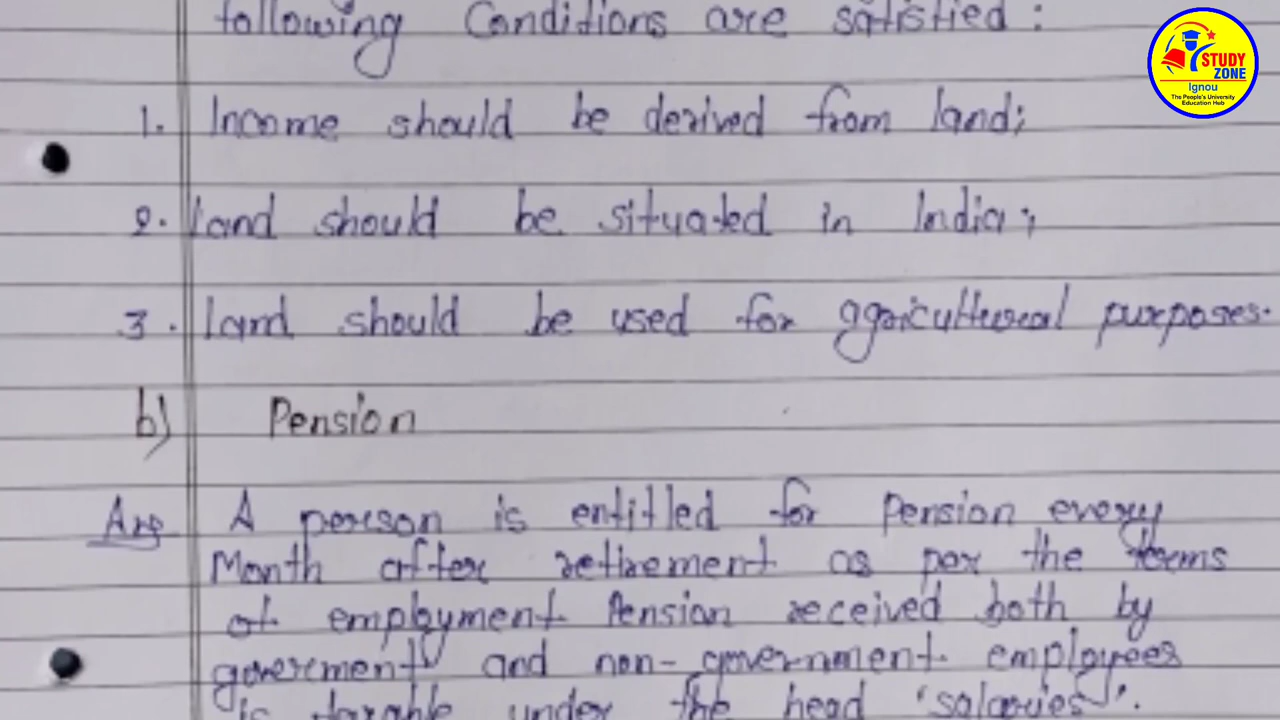 following Conditions are satisfied:
STUDY
ZONE
Ignou
The People's University
Education Hub
1. Income should be derived from land;
2. land should be situated in India;
3. land should be used for agricultural purposes.
b) Pension
Ans A person is entitled for Pension every
Month after retirement as per the terms
of employment Pension received both by
goverment and non-government employees
is taxable under the head 'salaries'.